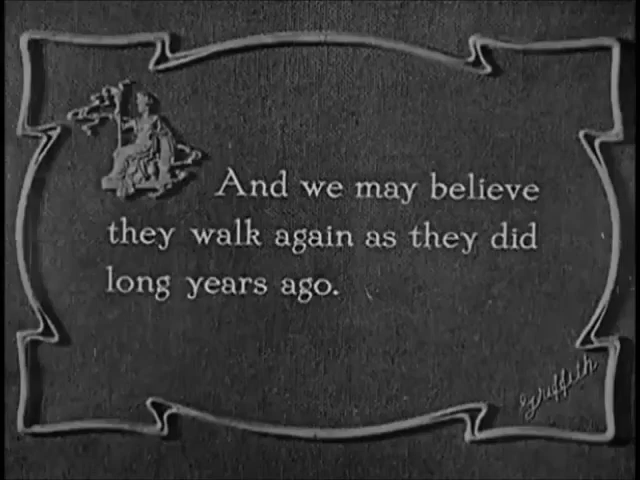 And we may believe
they walk again as they did
long years ago.
Griffith